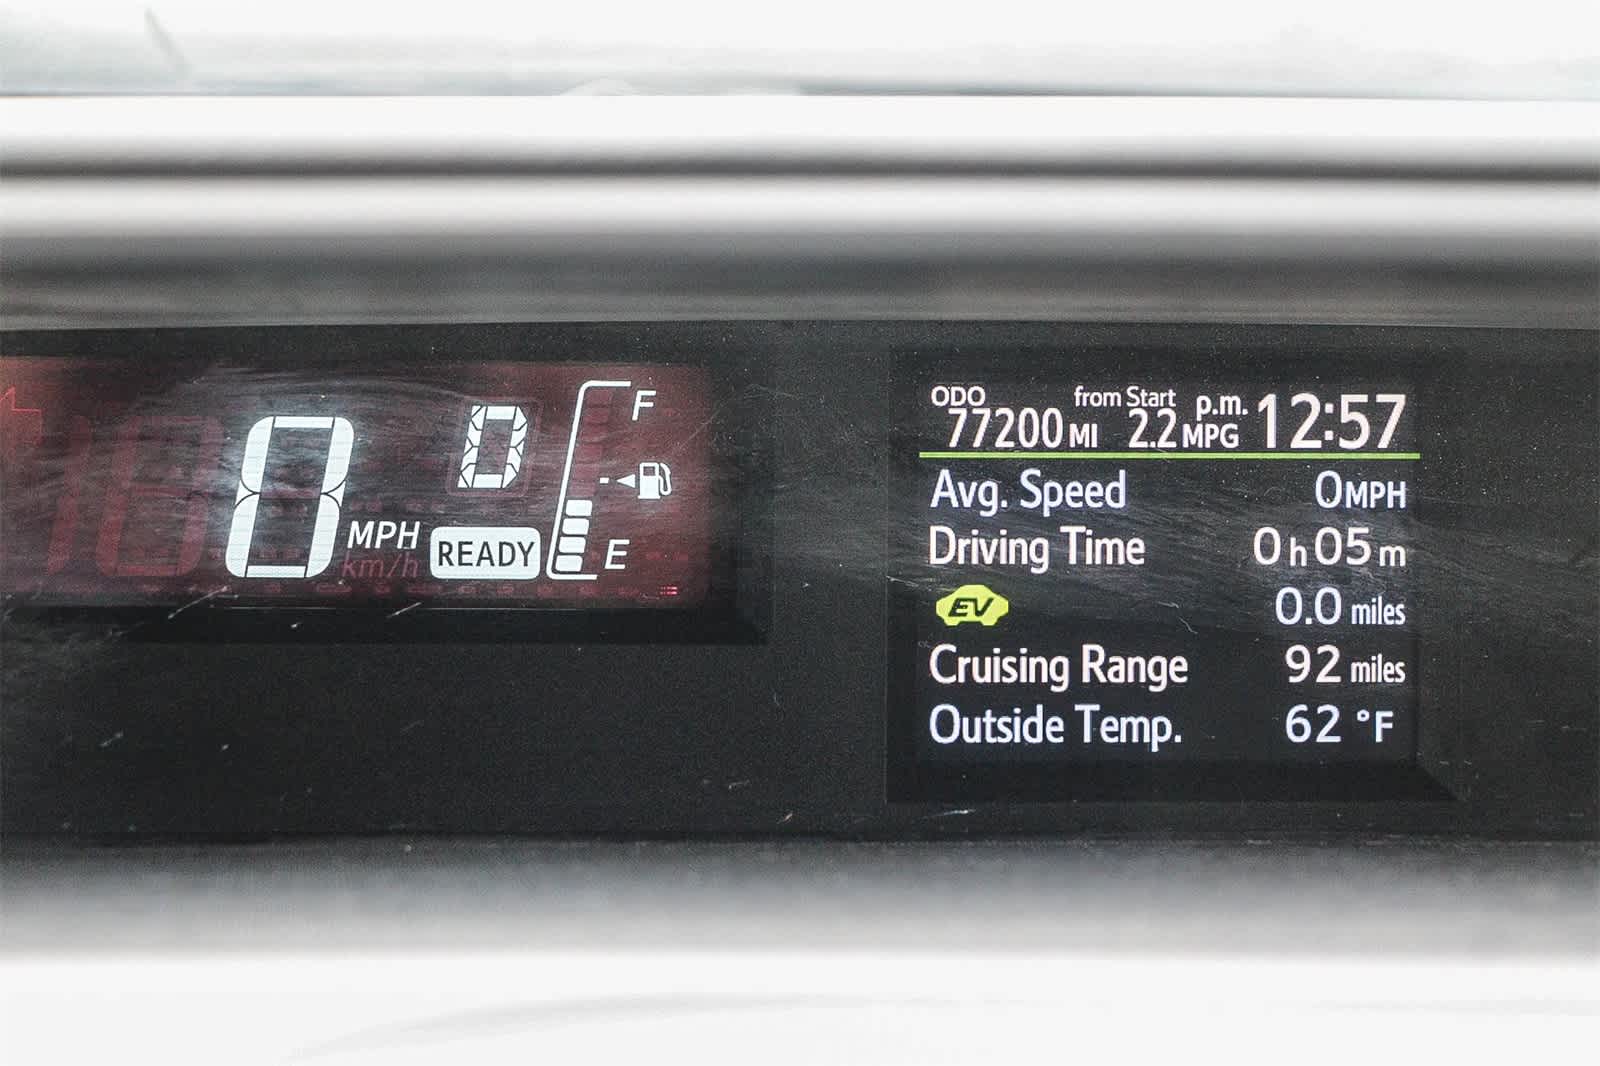 0 MPH
km/h
0
READY
F
E
ODO 77200 MI from Start 2.2 MPG p.m. 12:57
Avg. Speed 0 MPH
Driving Time 0 h 05 m
EV 0.0 miles
Cruising Range 92 miles
Outside Temp. 62 °F